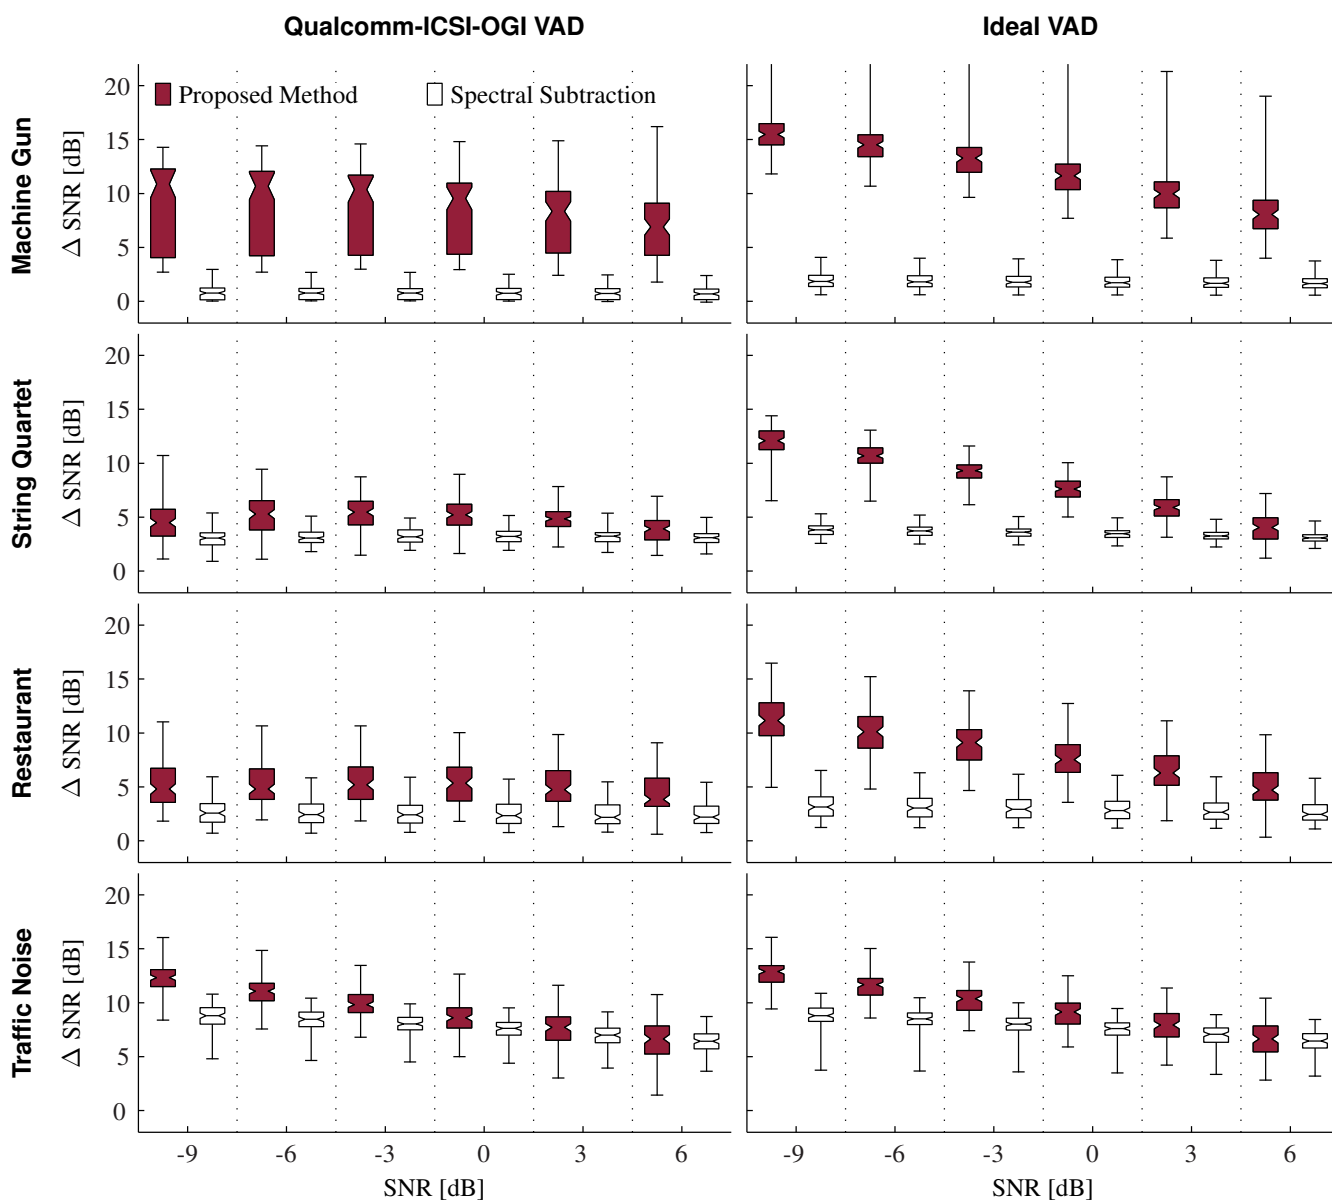 Qualcomm-ICSI-OGI VAD
Ideal VAD
Proposed Method
Spectral Subtraction
Machine Gun
Δ SNR [dB]
20
15
10
5
0
String Quartet
Δ SNR [dB]
20
15
10
5
0
Restaurant
Δ SNR [dB]
20
15
10
5
0
Traffic Noise
Δ SNR [dB]
20
15
10
5
0
-9 -6 -3 0 3 6
-9 -6 -3 0 3 6
SNR [dB]
SNR [dB]